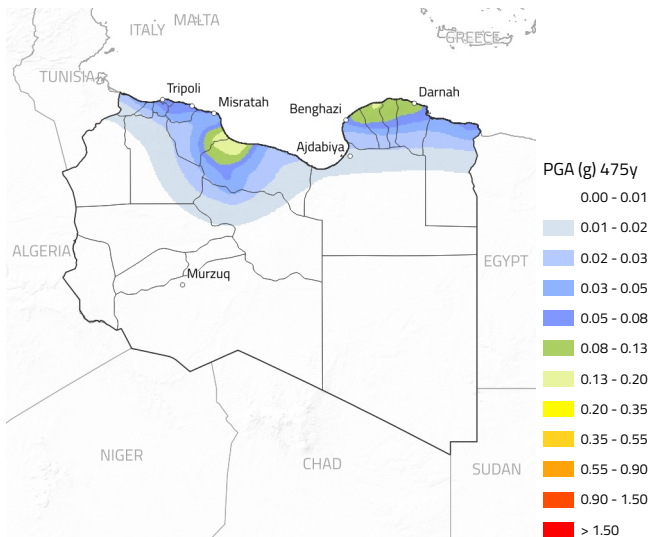 MALTA
ITALY
GREECE
TUNISIA
Tripoli
Darnah
Misratah
Benghazi
Ajdabiya
PGA (g) 475y
0.00 - 0.01
0.01 - 0.02
0.02 - 0.03
0.03 - 0.05
0.05 - 0.08
0.08 - 0.13
0.13 - 0.20
0.20 - 0.35
0.35 - 0.55
0.55 - 0.90
0.90 - 1.50
> 1.50
ALGERIA
EGYPT
Murzuq
NIGER
CHAD
SUDAN